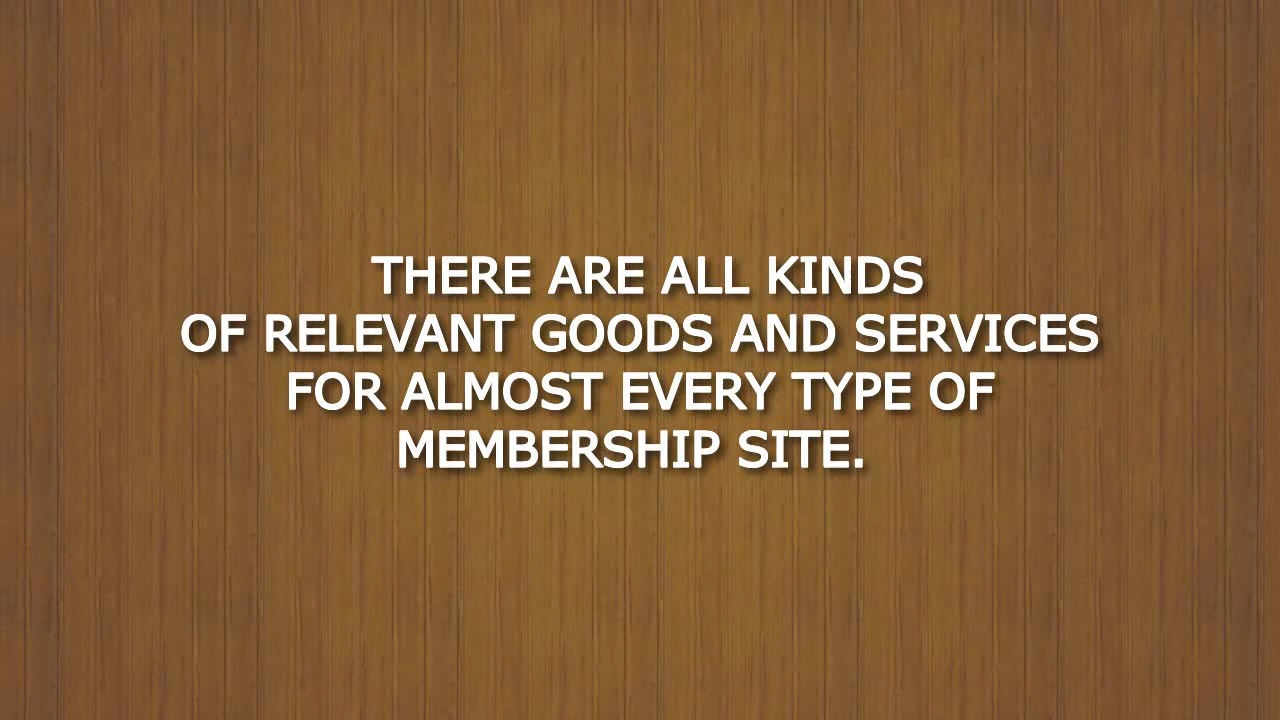 THERE ARE ALL KINDS
OF RELEVANT GOODS AND SERVICES
FOR ALMOST EVERY TYPE OF
MEMBERSHIP SITE.